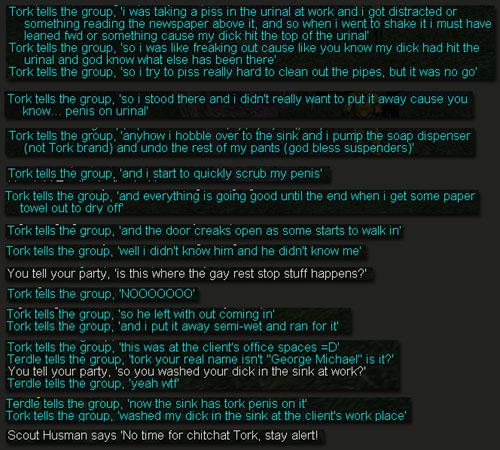 Tork tells the group, 'i was taking a piss in the urinal at work and i got distracted or
something reading the newspaper above it, and so when i went to shake it i must have
leaned fwd or something cause my dick hit the top of the urinal'
Tork tells the group, 'so i was like freaking out cause like you know my dick had hit the
urinal and god know what else has been there'
Tork tells the group, 'so i try to piss really hard to clean out the pipes, but it was no go'
Tork tells the group, 'so i stood there and i didn't really want to put it away cause you
know... penis on urinal'
Tork tells the group, 'anyhow i hobble over to the sink and i pump the soap dispenser
(not Tork brand) and undo the rest of my pants (god bless suspenders)'
Tork tells the group, 'and i start to quickly scrub my penis'
Tork tells the group, 'and everything is going good until the end when i get some paper
towel out to dry off'
Tork tells the group, 'and the door creaks open as some starts to walk in'
Tork tells the group, 'well i didn't know him and he didn't know me'
You tell your party, 'is this where the gay rest stop stuff happens?'
Tork tells the group, 'NOOOOOOO'
Tork tells the group, 'so he left with out coming in'
Tork tells the group, 'and i put it away semi-wet and ran for it'
Tork tells the group, 'this was at the client's office spaces =D'
Terdle tells the group, 'tork your real name isn't "George Michael" is it?'
You tell your party, 'so you washed your dick in the sink at work?'
Terdle tells the group, 'yeah wtf'
Terdle tells the group, 'now the sink has tork penis on it'
Tork tells the group, 'washed my dick in the sink at the client's work place'
Scout Husman says 'No time for chitchat Tork, stay alert!